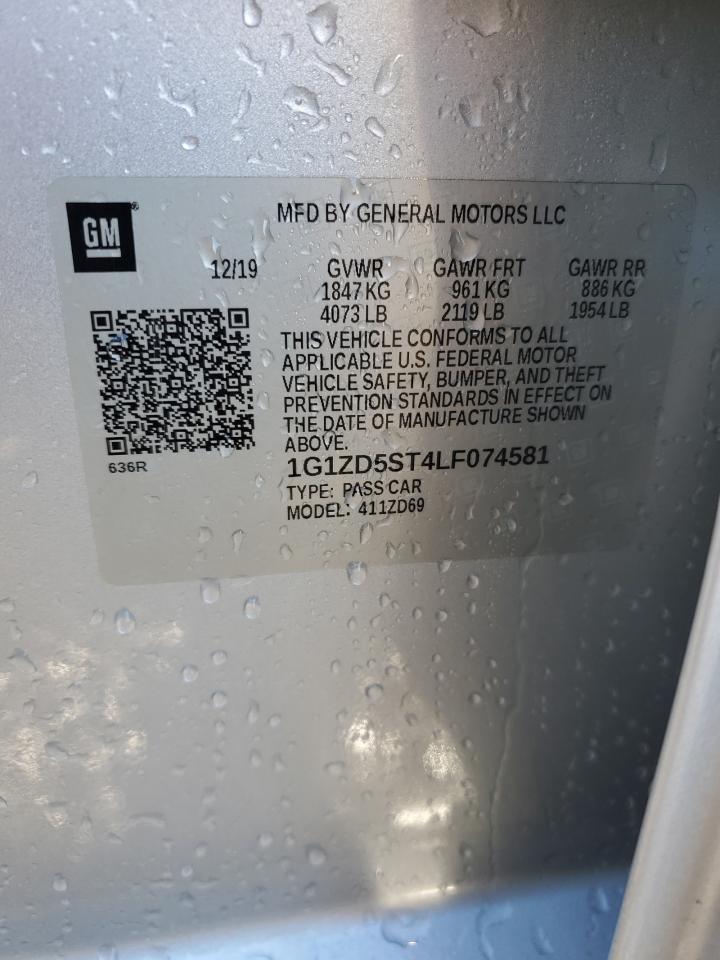 MFD BY GENERAL MOTORS LLC
GM®
12/19 GVWR GAWR FRT GAWR RR
1847 KG 961 KG 886 KG
4073 LB 2119 LB 1954 LB
THIS VEHICLE CONFORMS TO ALL
APPLICABLE U.S. FEDERAL MOTOR
VEHICLE SAFETY, BUMPER, AND THEFT
PREVENTION STANDARDS IN EFFECT ON
THE DATE OF MANUFACTURE SHOWN
ABOVE.
636R
1G1ZD5ST4LF074581
TYPE: PASS CAR
MODEL: 411ZD69